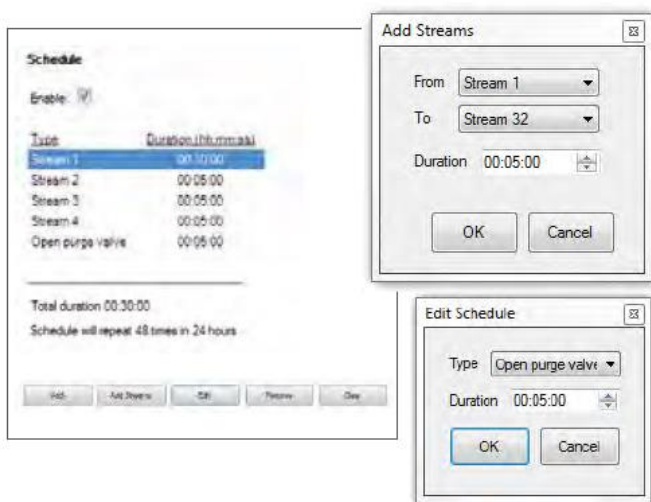 Schedule
Enable
Type Duration (hh:mm:ss)
Stream 1 00:10:00
Stream 2 00:05:00
Stream 3 00:05:00
Stream 4 00:05:00
Open purge valve 00:05:00
Total duration 00:30:00
Schedule will repeat 48 times in 24 hours
Add Add Streams Edit Remove Clear
Add Streams
From Stream 1
To Stream 32
Duration 00:05:00
OK Cancel
Edit Schedule
Type Open purge valve
Duration 00:05:00
OK Cancel